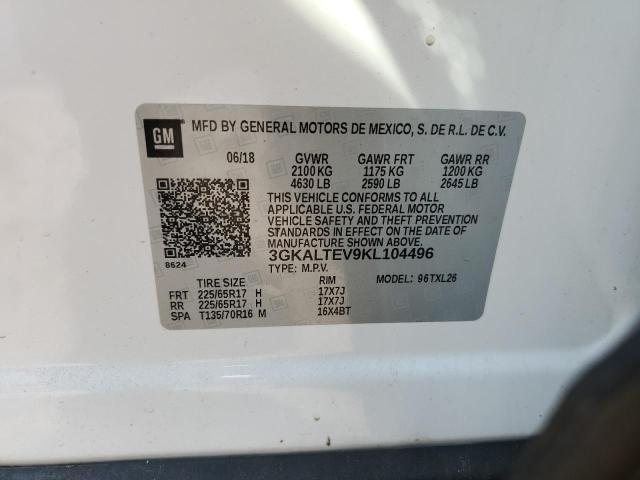 GM
MFD BY GENERAL MOTORS DE MEXICO, S. DE R.L. DE C.V.
06/18 GVWR GAWR FRT GAWR RR
2100 KG 1175 KG 1200 KG
4630 LB 2590 LB 2645 LB
THIS VEHICLE CONFORMS TO ALL
APPLICABLE U.S. FEDERAL MOTOR
VEHICLE SAFETY AND THEFT PREVENTION
STANDARDS IN EFFECT ON THE DATE OF
MANUFACTURE SHOWN ABOVE.
3GKALTEV9KL104496
8624
TYPE: M.P.V. MODEL: 96TXL26
TIRE SIZE RIM
FRT 225/65R17 H 17X7J
RR 225/65R17 H 17X7J
SPA T135/70R16 M 16X4BT